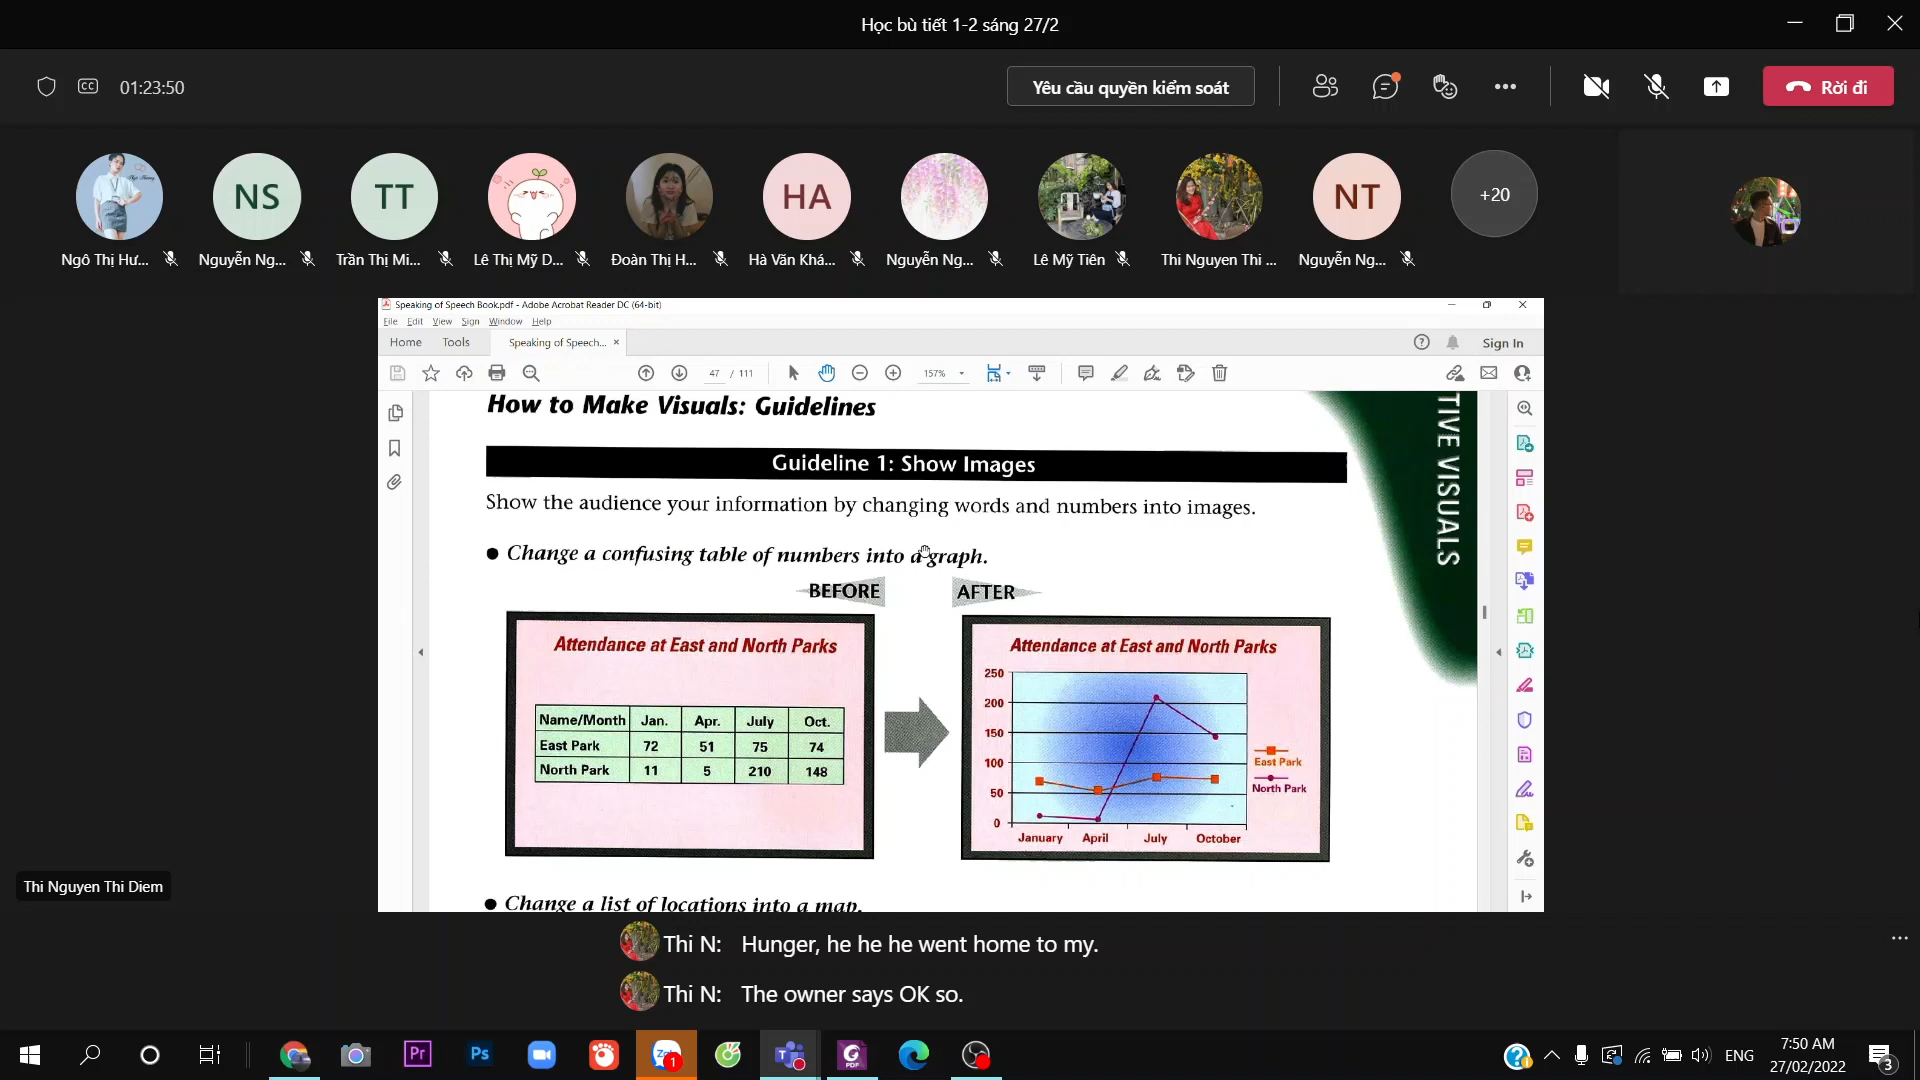 Học bù tiết 1-2 sáng 27/2
CC 01:23:50 Yêu cầu quyền kiểm soát Rời đi
NS TT HA NT +20
Ngô Thị Hư... Nguyễn Ng... Trần Thị Mi... Lê Thị Mỹ D... Đoàn Thị H... Hà Văn Khá... Nguyễn Ng... Lê Mỹ Tiên Thi Nguyen Thi ... Nguyễn Ng...
Speaking of Speech Book.pdf - Adobe Acrobat Reader DC (64-bit)
File Edit View Sign Window Help
Home Tools Speaking of Speech... × Sign In
47 / 111 157%
How to Make Visuals: Guidelines
TIVE VISUALS
Guideline 1: Show Images
Show the audience your information by changing words and numbers into images.
● Change a confusing table of numbers into a graph.
BEFORE AFTER
Attendance at East and North Parks
Name/Month Jan. Apr. July Oct.
East Park 72 51 75 74
North Park 11 5 210 148
Attendance at East and North Parks
250
200
150
100
50
0
January April July October
East Park
North Park
● Change a list of locations into a map.
Thi Nguyen Thi Diem
Thi N: Hunger, he he he went home to my.
Thi N: The owner says OK so.
Pr Ps Zalo 1 T PDF ENG
7:50 AM
27/02/2022
3